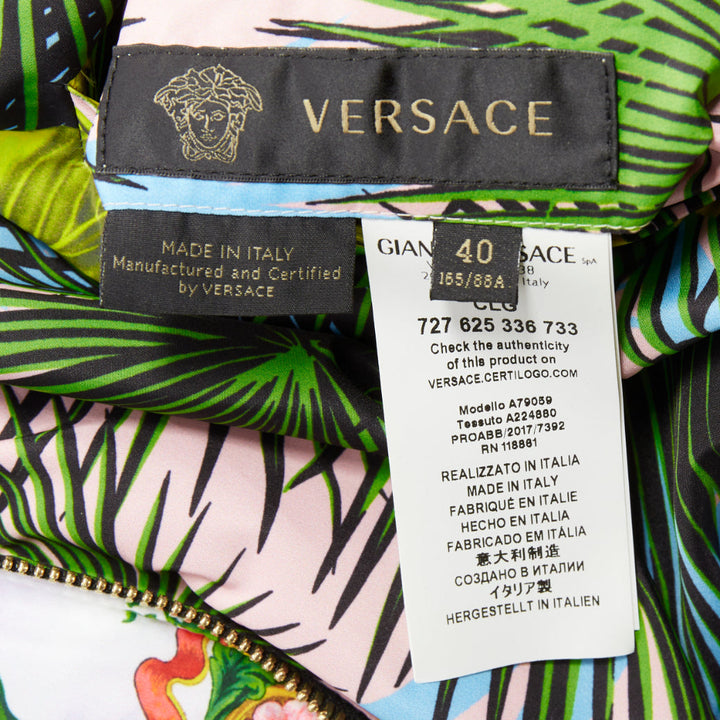 VERSACE
MADE IN ITALY
Manufactured and Certified
by VERSACE
40
165/88A
SACE SpA
Italy
CLG
727 625 336 733
Check the authenticity
of this product on
VERSACE.CERTILOGO.COM
Modello A79059
Tessuto A224880
PROABB/2017/7392
RN 118861
REALIZZATO IN ITALIA
MADE IN ITALY
FABRIQUÉ EN ITALIE
HECHO EN ITALIA
FABRICADO EM ITÁLIA
意大利制造
СОЗДАНО В ИТАЛИИ
イタリア製
HERGESTELLT IN ITALIEN